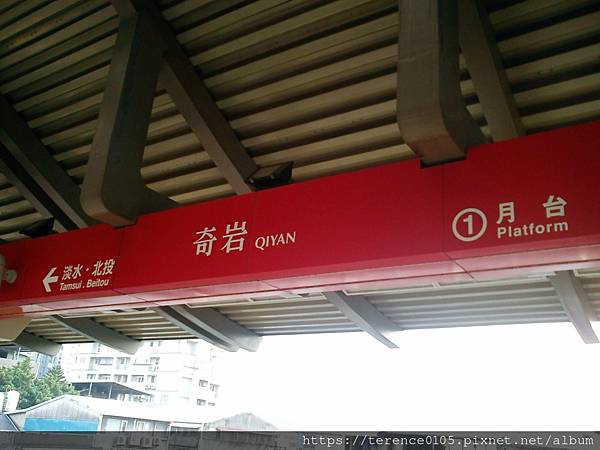 ← 淡水·北投
Tamsui . Beitou
奇岩 QIYAN
① 月台
Platform
https://terence0105.pixnet.net/album